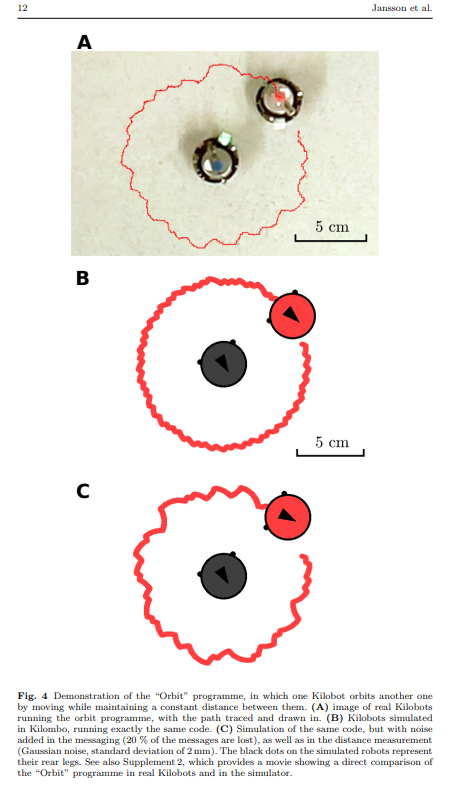 12
Jansson et al.
A
5 cm
B
5 cm
C
Fig. 4 Demonstration of the “Orbit” programme, in which one Kilobot orbits another one
by moving while maintaining a constant distance between them. (A) image of real Kilobots
running the orbit programme, with the path traced and drawn in. (B) Kilobots simulated
in Kilombo, running exactly the same code. (C) Simulation of the same code, but with noise
added in the messaging (20 % of the messages are lost), as well as in the distance measurement
(Gaussian noise, standard deviation of 2 mm). The black dots on the simulated robots represent
their rear legs. See also Supplement 2, which provides a movie showing a direct comparison of
the “Orbit” programme in real Kilobots and in the simulator.